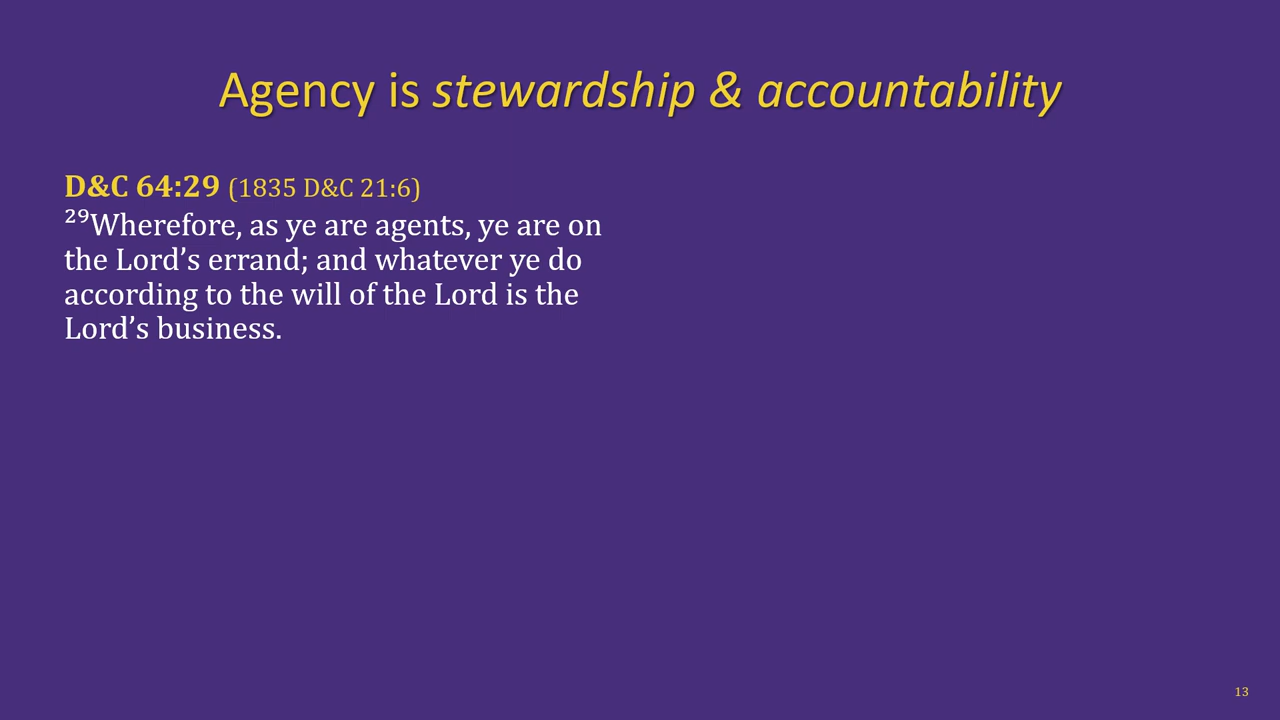 Agency is stewardship & accountability
D&C 64:29 (1835 D&C 21:6)
²⁹Wherefore, as ye are agents, ye are on
the Lord’s errand; and whatever ye do
according to the will of the Lord is the
Lord’s business.
13